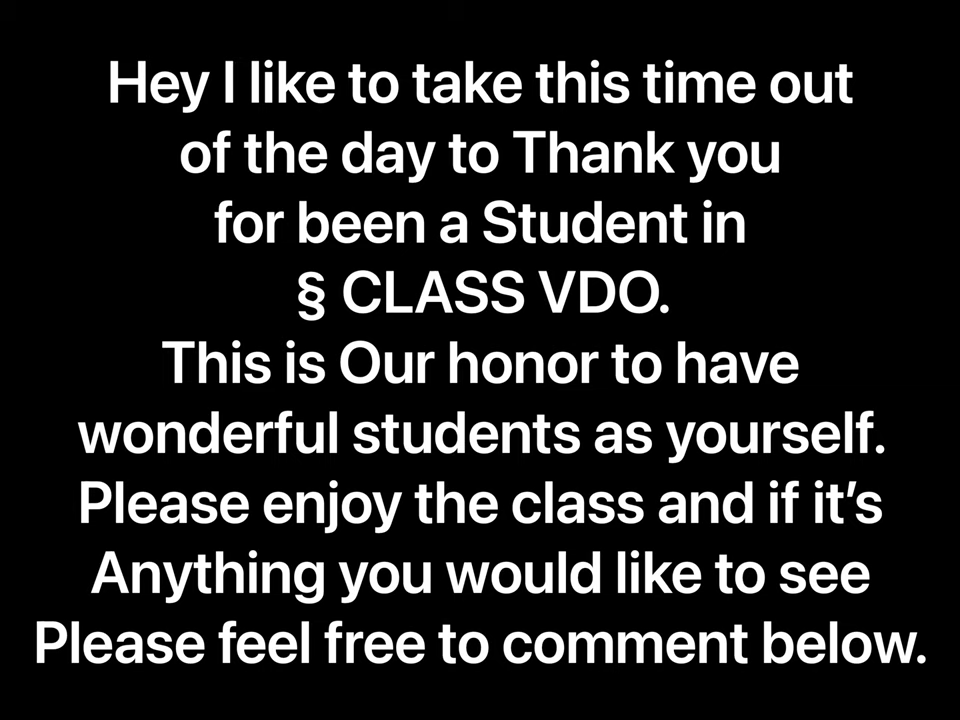 Hey I like to take this time out
of the day to Thank you
for been a Student in
§ CLASS VDO.
This is Our honor to have
wonderful students as yourself.
Please enjoy the class and if it’s
Anything you would like to see
Please feel free to comment below.